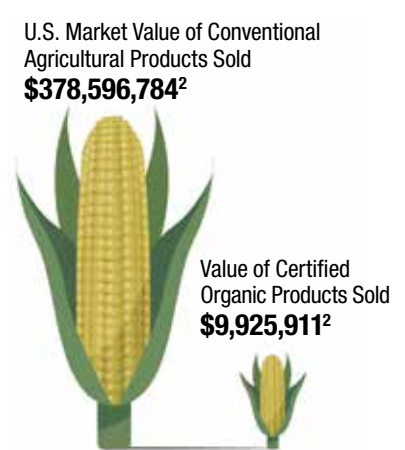 U.S. Market Value of Conventional
Agricultural Products Sold
$378,596,784²
Value of Certified
Organic Products Sold
$9,925,911²